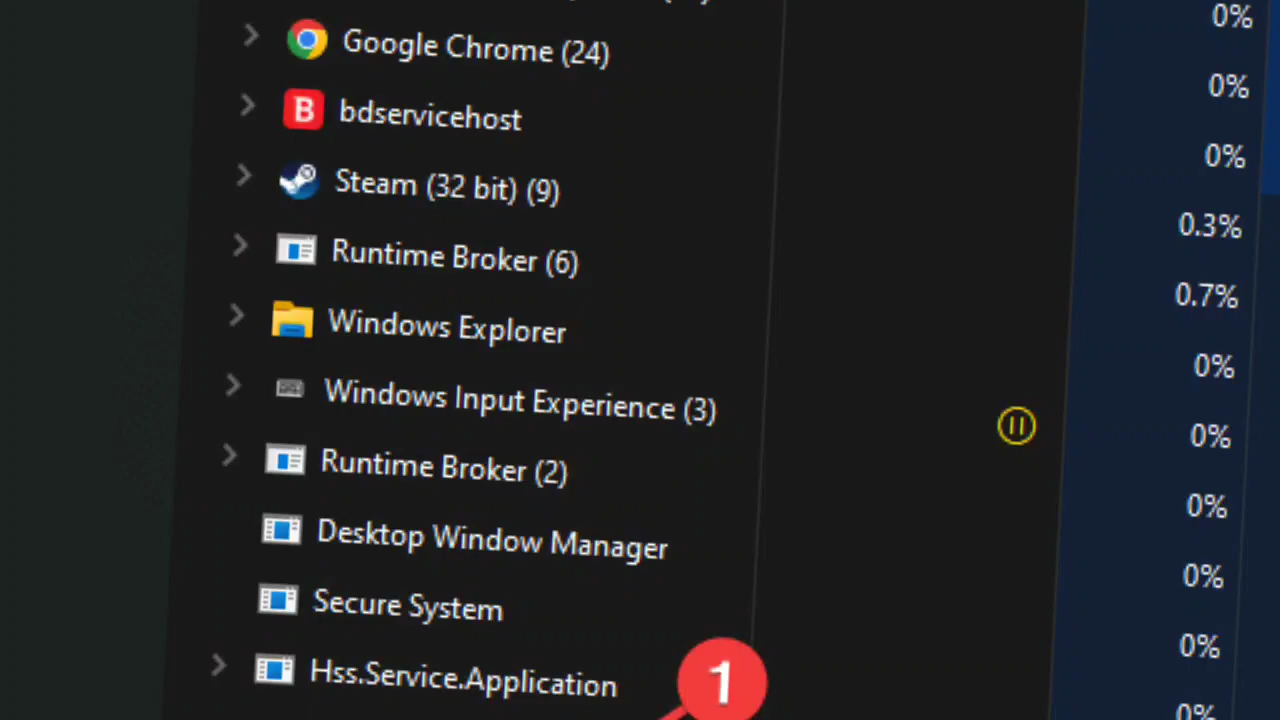 0%
Google Chrome (24)
0%
bdservicehost
0%
Steam (32 bit) (9)
0.3%
Runtime Broker (6)
0.7%
Windows Explorer
0%
Windows Input Experience (3)
0%
Runtime Broker (2)
0%
Desktop Window Manager
0%
Secure System
0%
Hss.Service.Application
1
0%